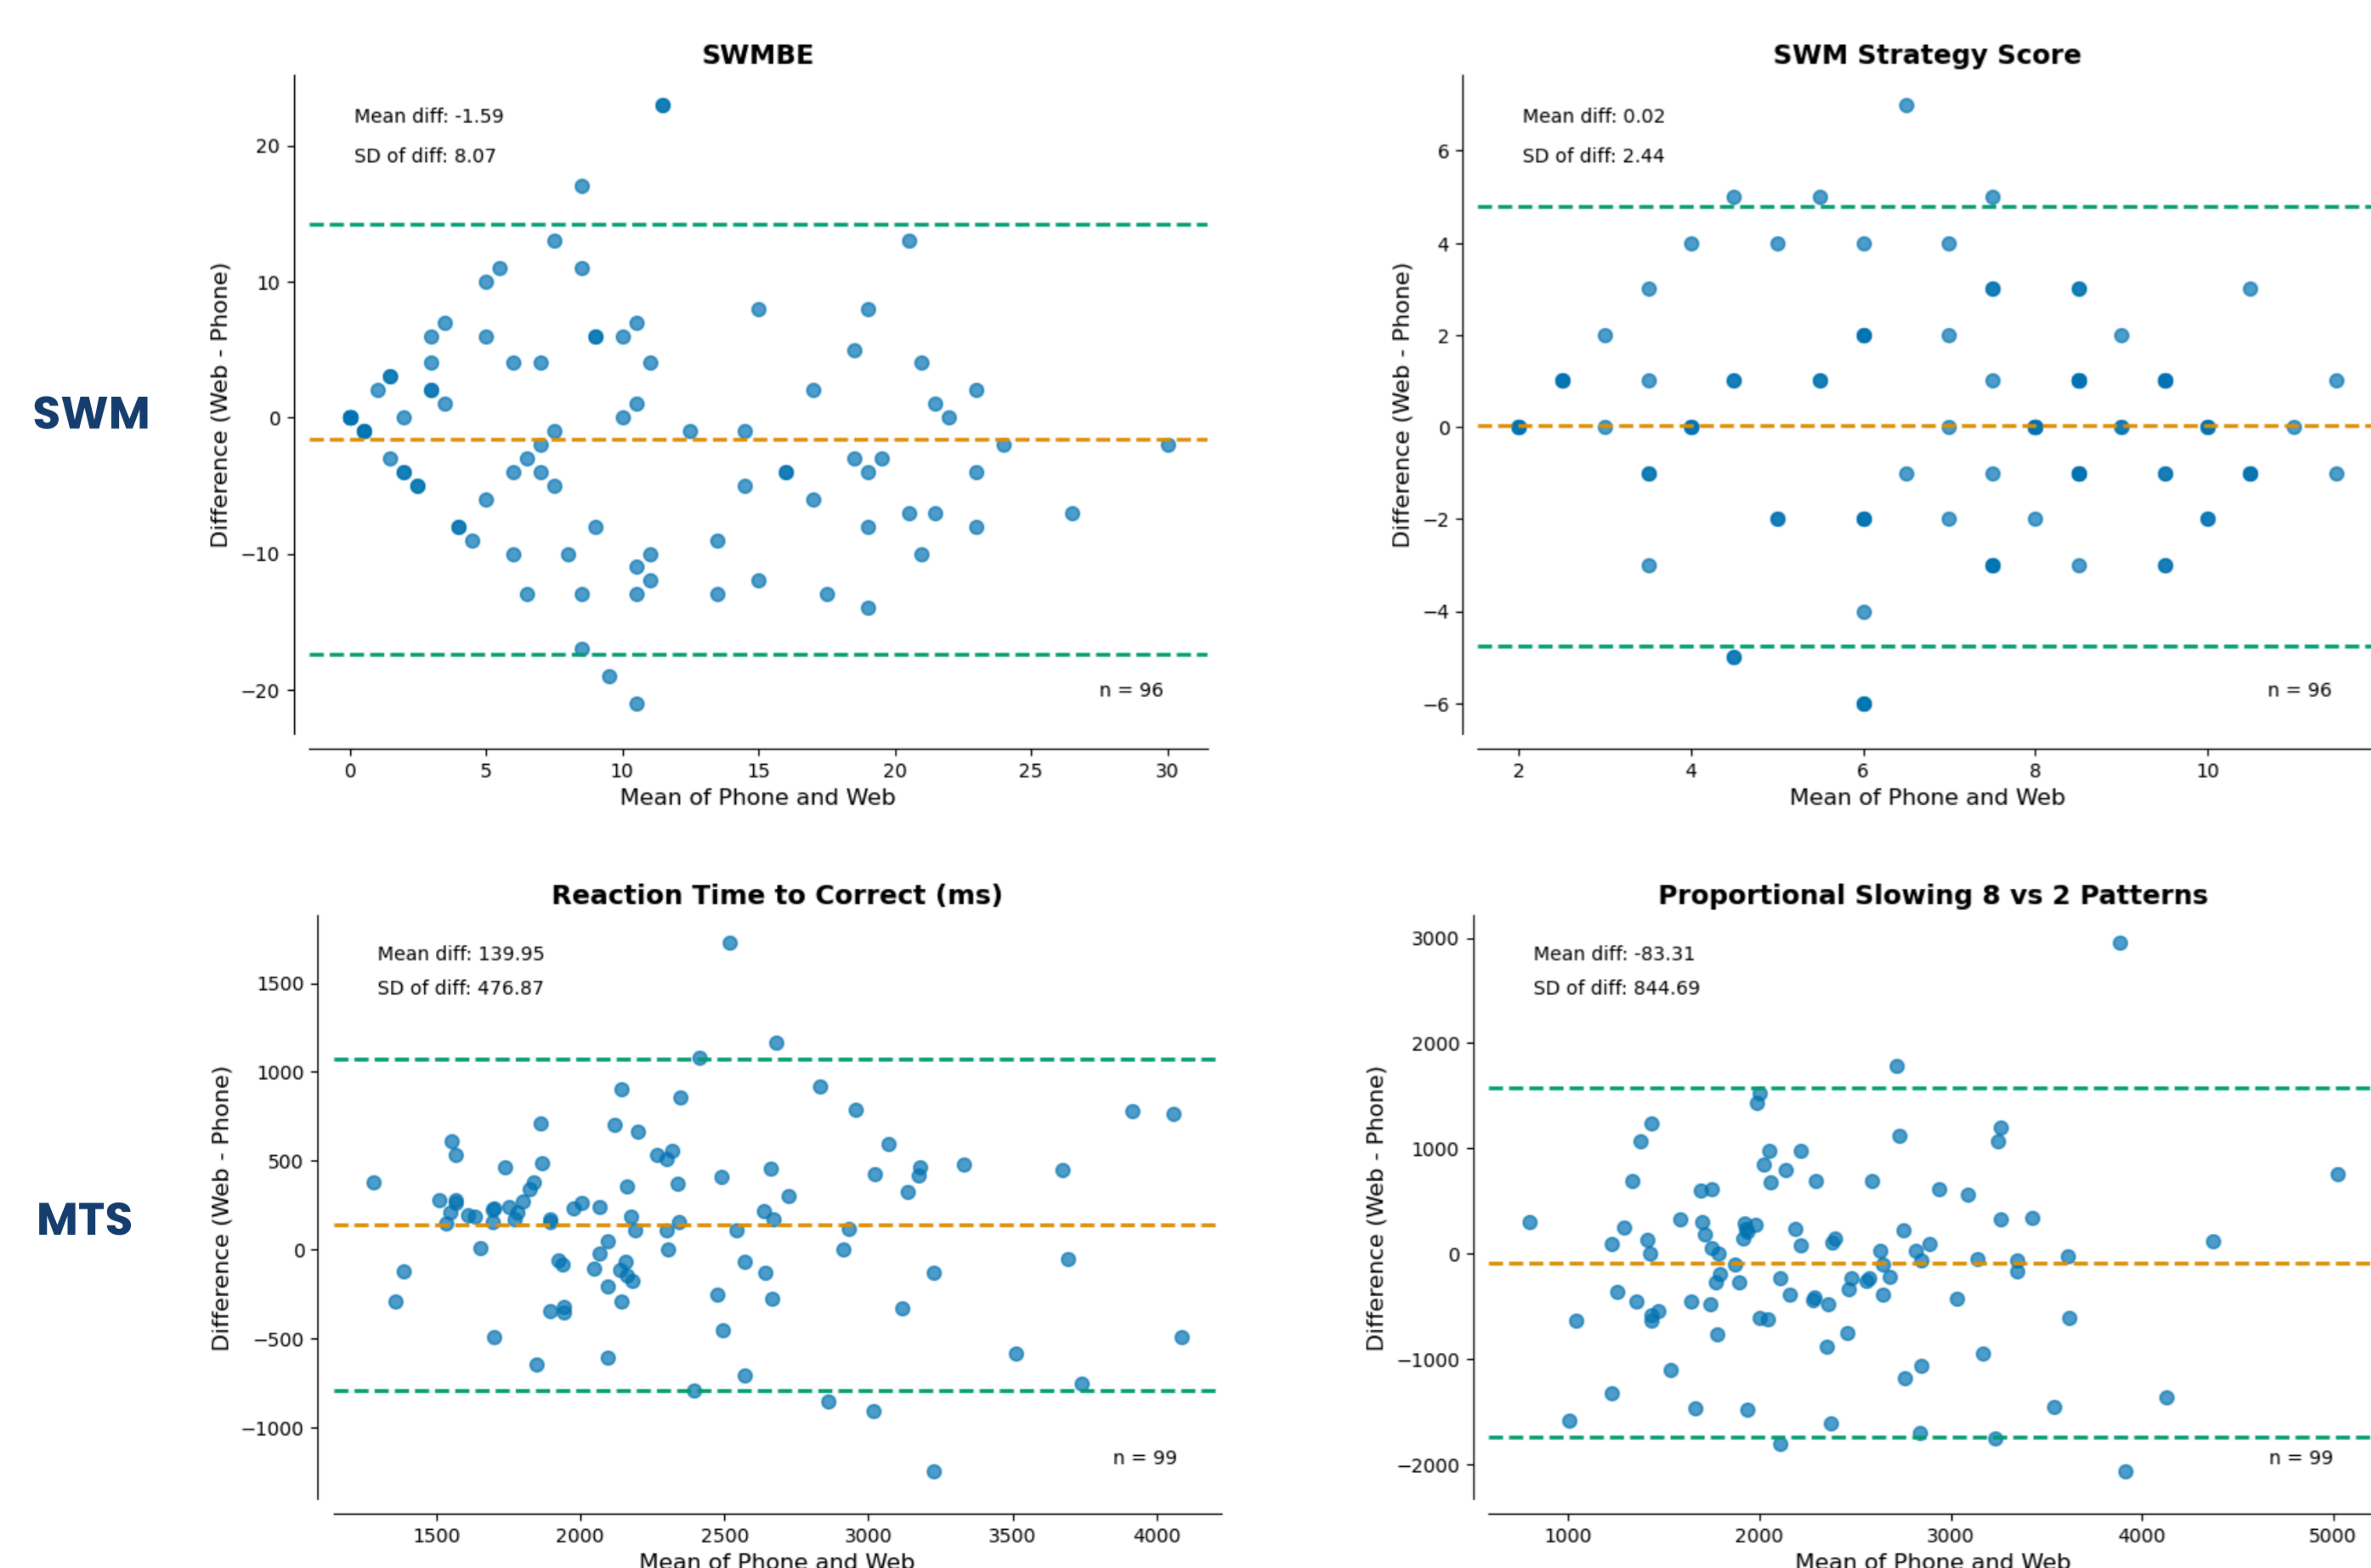 SWMBE
Mean diff: -1.59
SD of diff: 8.07
20
10
0
−10
−20
Difference (Web - Phone)
n = 96
0 5 10 15 20 25 30
Mean of Phone and Web
SWM Strategy Score
Mean diff: 0.02
SD of diff: 2.44
6
4
2
0
−2
−4
−6
Difference (Web - Phone)
n = 96
2 4 6 8 10
Mean of Phone and Web
SWM
Reaction Time to Correct (ms)
Mean diff: 139.95
SD of diff: 476.87
1500
1000
500
0
−500
−1000
Difference (Web - Phone)
n = 99
1500 2000 2500 3000 3500 4000
Mean of Phone and Web
Proportional Slowing 8 vs 2 Patterns
Mean diff: -83.31
SD of diff: 844.69
3000
2000
1000
0
−1000
−2000
Difference (Web - Phone)
n = 99
1000 2000 3000 4000 5000
Mean of Phone and Web
MTS